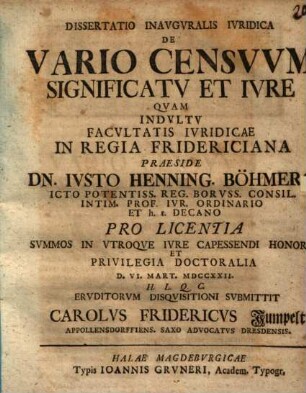 20
DISSERTATIO INAVGVRALIS IVRIDICA
DE
VARIO CENSVVM
SIGNIFICATV ET IVRE
QVAM
INDVLTV
FACVLTATIS IVRIDICAE
IN REGIA FRIDERICIANA
PRAESIDE
DN. IVSTO HENNING. BÖHMER
ICTO POTENTISS. REG. BORVSS. CONSIL.
INTIM. PROF. IVR. ORDINARIO
ET h. t. DECANO
PRO LICENTIA
SVMMOS IN VTROQVE IVRE CAPESSENDI HONOR
ET
PRIVILEGIA DOCTORALIA
D. VI. MART. MDCCXXII.
H. L. Q. C.
ERVDITORVM DISQVISITIONI SVBMITTIT
CAROLVS FRIDERICVS Zumpelt
APPOLLENSDORFFIENS. SAXO ADVOCATVS DRESDENSIS.
HALAE MAGDEBVRGICAE
Typis IOANNIS GRVNERI, Academ. Typogr.